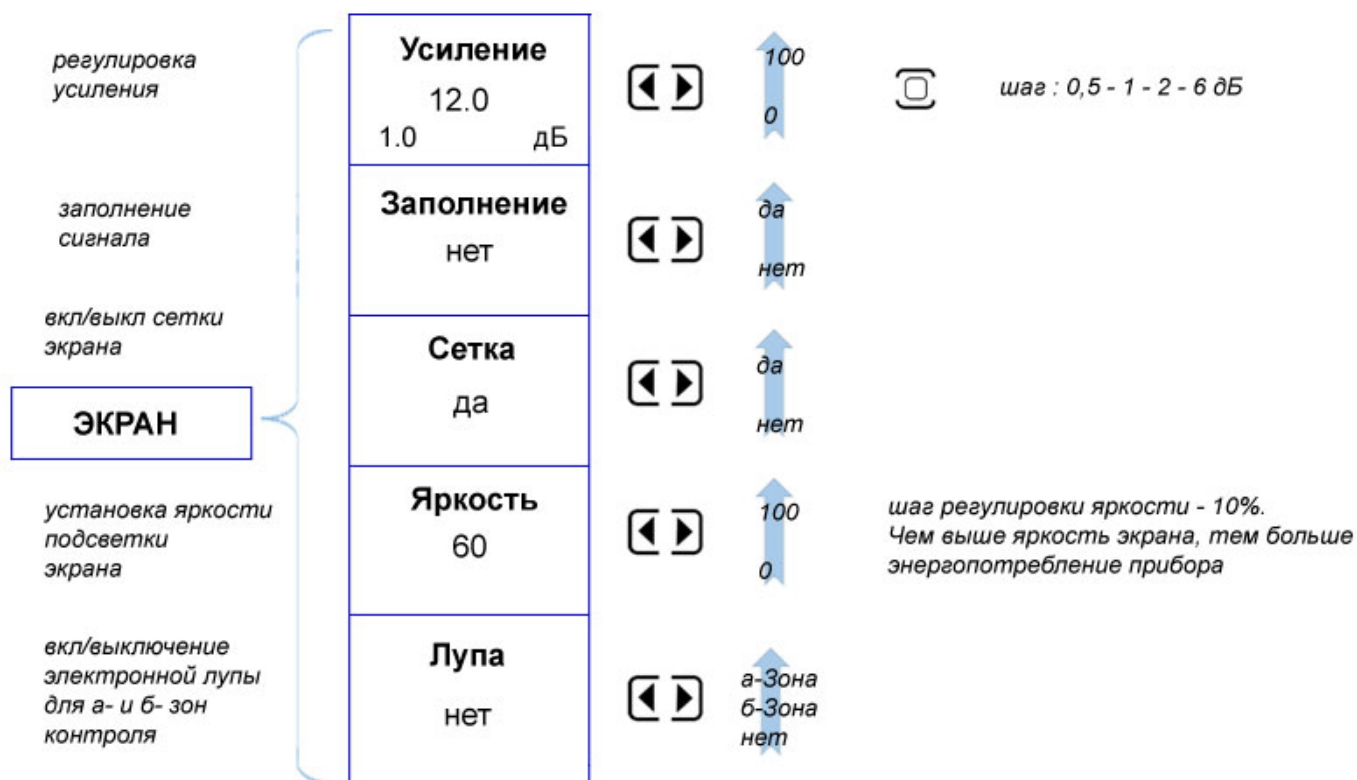 регулировка
усиления
Усиление
12.0
1.0 дБ
100
0
шаг : 0,5 - 1 - 2 - 6 дБ
заполнение
сигнала
Заполнение
нет
да
нет
вкл/выкл сетки
экрана
Сетка
да
да
нет
ЭКРАН
установка яркости
подсветки
экрана
Яркость
60
100
0
шаг регулировки яркости - 10%.
Чем выше яркость экрана, тем больше
энергопотребление прибора
вкл/выключение
электронной лупы
для а- и б- зон
контроля
Лупа
нет
а-Зона
б-Зона
нет